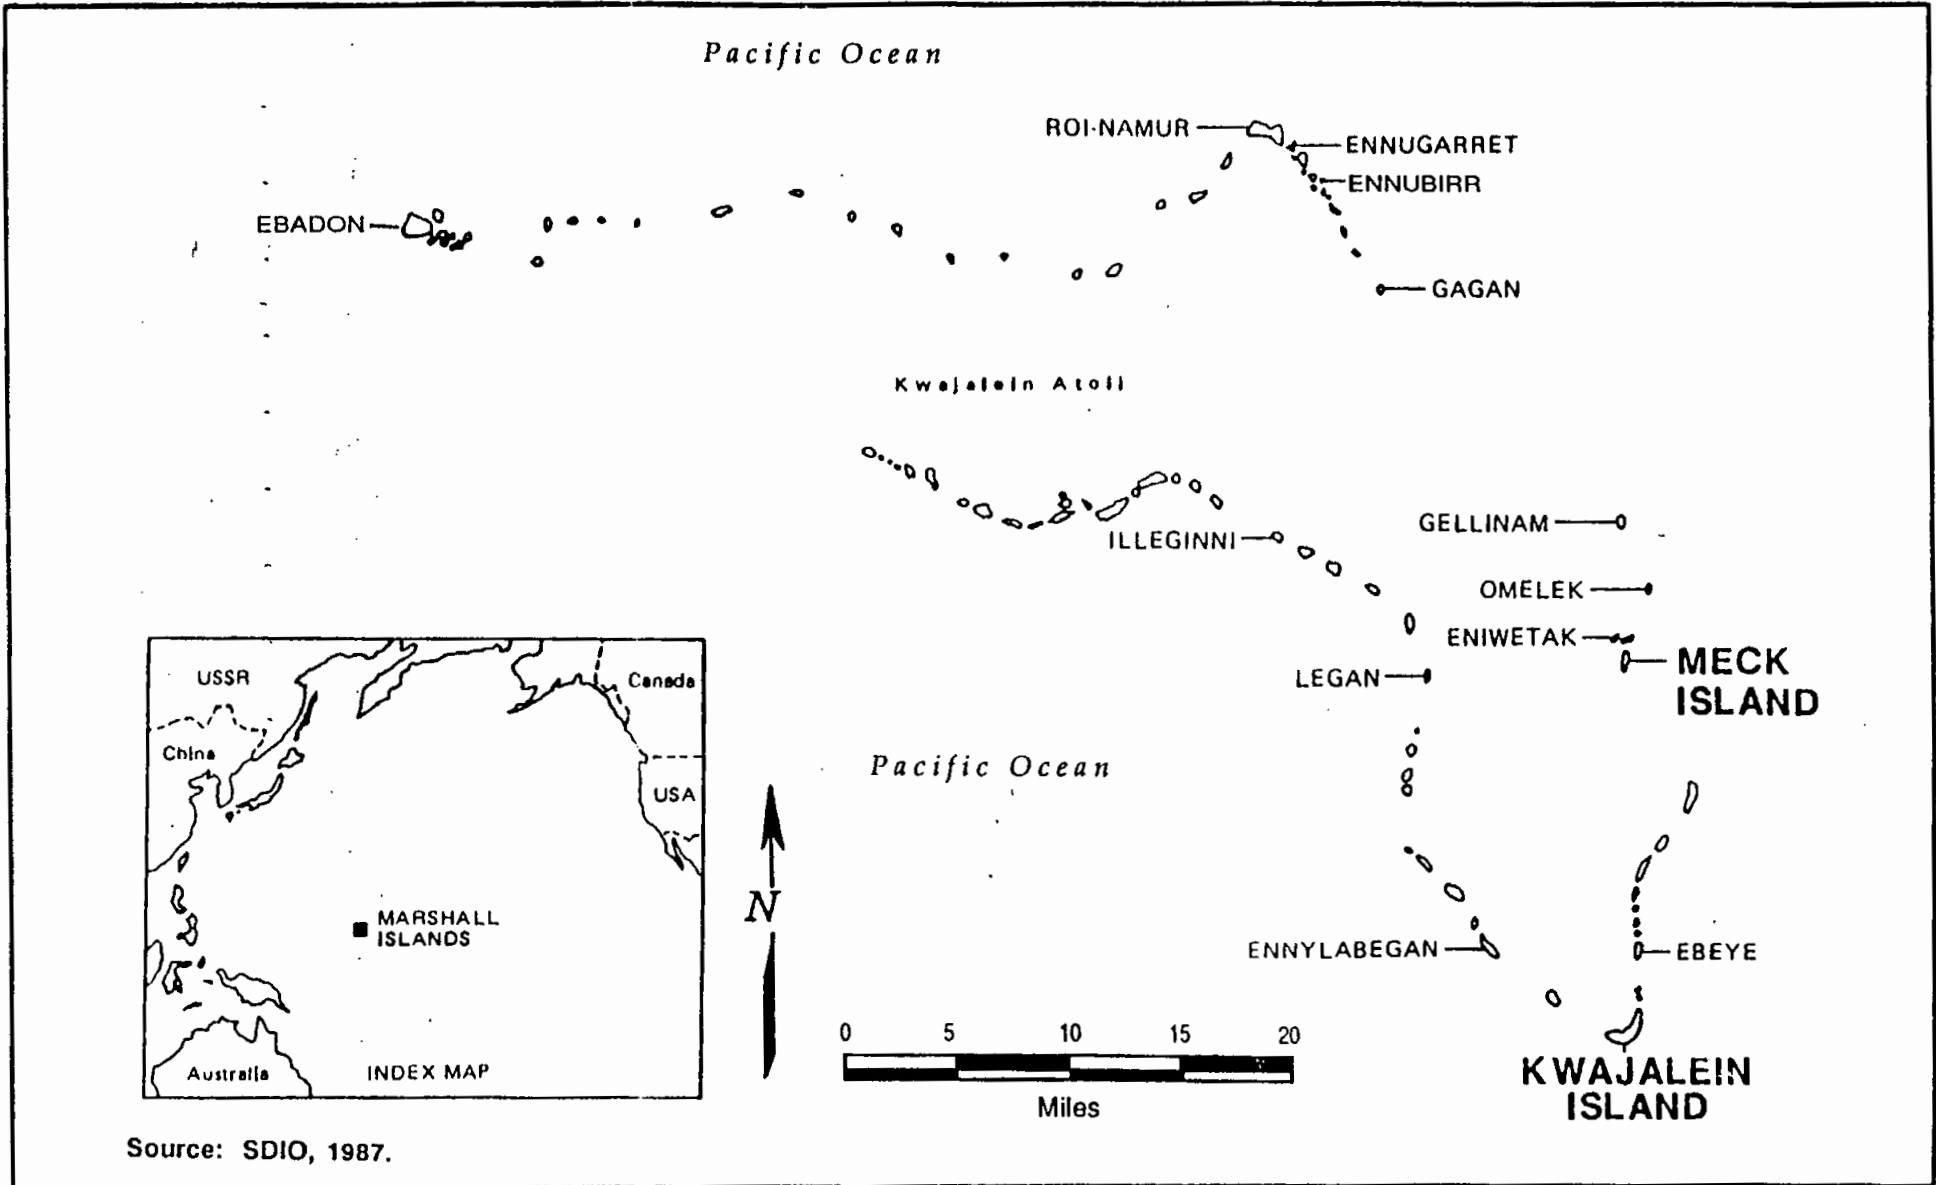 Pacific Ocean
ROI-NAMUR
ENNUGARRET
ENNUBIRR
EBADON
GAGAN
Kwajalein Atoll
GELLINAM
ILLEGINNI
OMELEK
ENIWETAK
MECK
ISLAND
LEGAN
USSR
Canada
China
USA
Pacific Ocean
MARSHALL
ISLANDS
N
ENNYLABEGAN
EBEYE
0 5 10 15 20
Miles
Australia
INDEX MAP
KWAJALEIN
ISLAND
Source: SDIO, 1987.